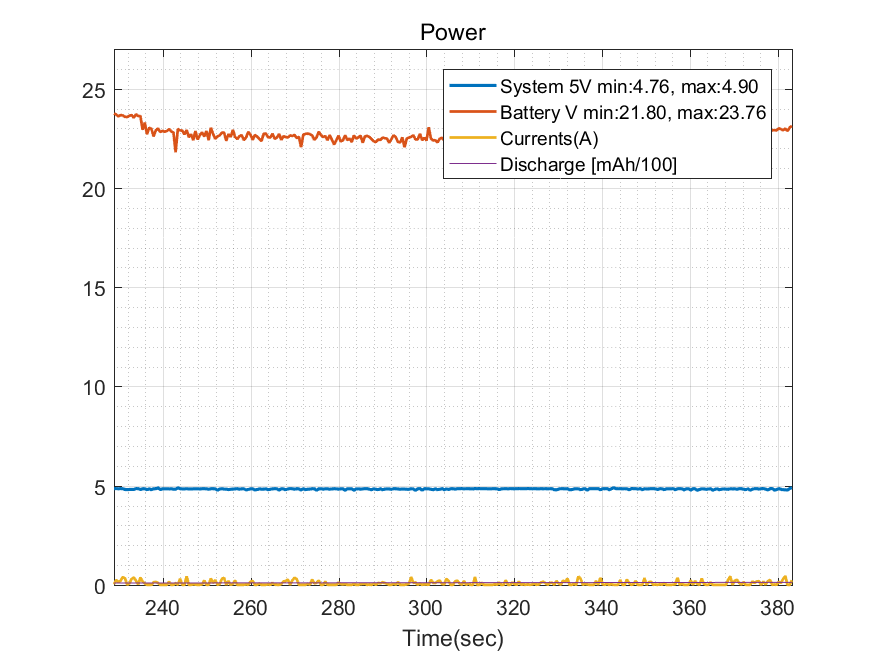 Power
25
20
15
10
5
0
System 5V min:4.76, max:4.90
Battery V min:21.80, max:23.76
Currents(A)
Discharge [mAh/100]
240 260 280 300 320 340 360 380
Time(sec)